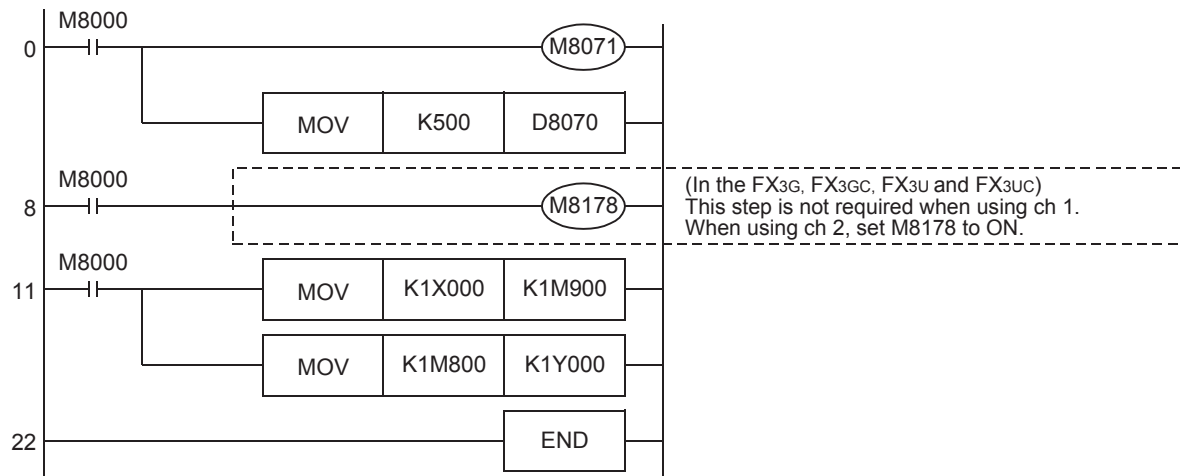 M8000
0
M8071
MOV K500 D8070
M8000
8
M8178
(In the FX3G, FX3GC, FX3U and FX3UC)
This step is not required when using ch 1.
When using ch 2, set M8178 to ON.
M8000
11
MOV K1X000 K1M900
MOV K1M800 K1Y000
22
END